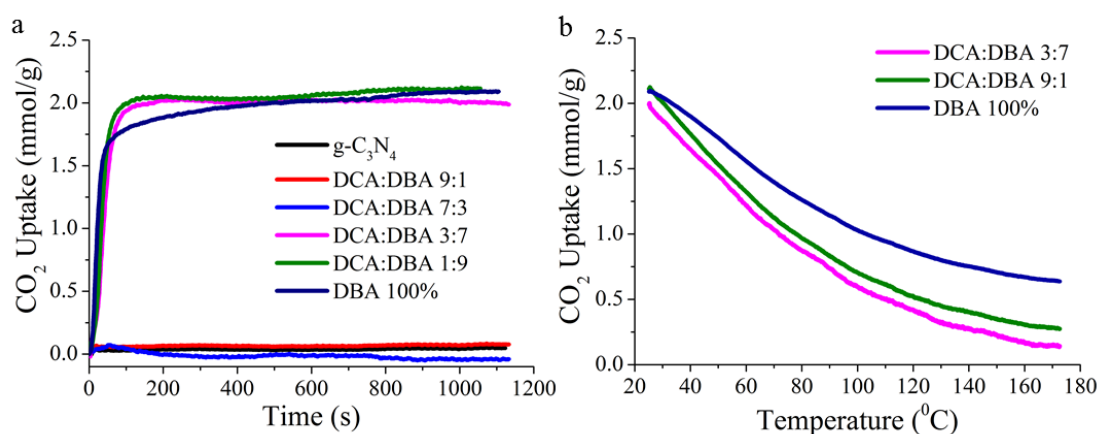 a
CO₂ Uptake (mmol/g)
2.5
2.0
1.5
1.0
0.5
0.0
g-C₃N₄
DCA:DBA 9:1
DCA:DBA 7:3
DCA:DBA 3:7
DCA:DBA 1:9
DBA 100%
0 200 400 600 800 1000 1200
Time (s)
b
CO₂ Uptake (mmol/g)
2.5
2.0
1.5
1.0
0.5
0.0
DCA:DBA 3:7
DCA:DBA 9:1
DBA 100%
20 40 60 80 100 120 140 160 180
Temperature (⁰C)